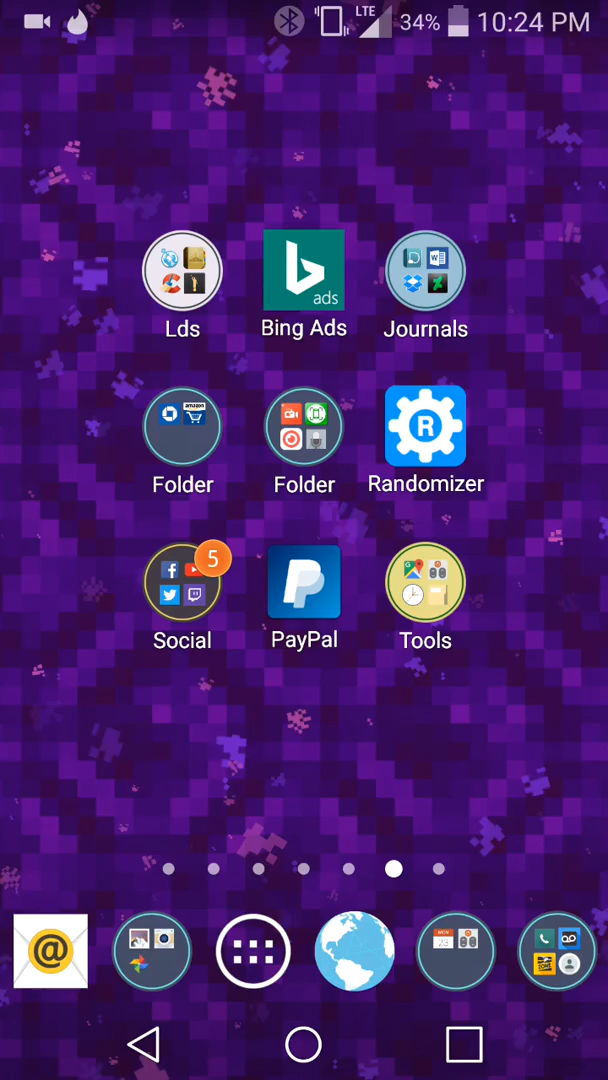 LTE 34% 10:24 PM
b ads
Lds Bing Ads Journals
amazon
R
Folder Folder Randomizer
5
Social PayPal Tools
@